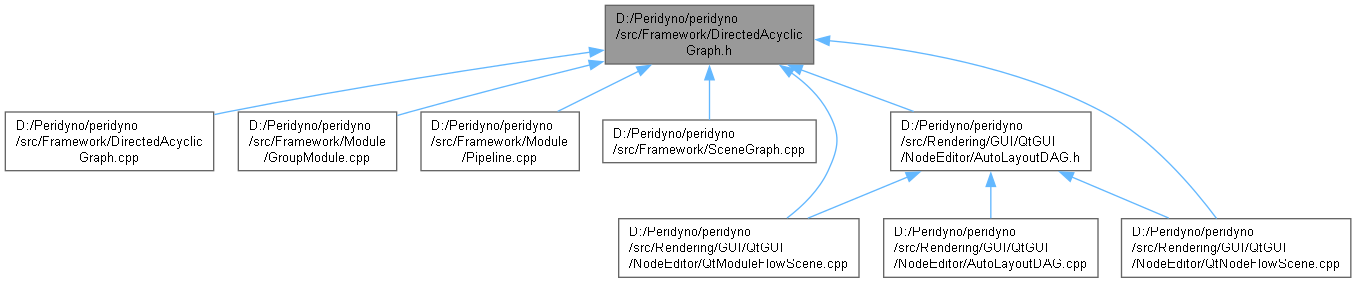 D:/Peridyno/peridyno
/src/Framework/DirectedAcyclic
Graph.h
D:/Peridyno/peridyno
/src/Framework/DirectedAcyclic
Graph.cpp
D:/Peridyno/peridyno
/src/Framework/Module
/GroupModule.cpp
D:/Peridyno/peridyno
/src/Framework/Module
/Pipeline.cpp
D:/Peridyno/peridyno
/src/Framework/SceneGraph.cpp
D:/Peridyno/peridyno
/src/Rendering/GUI/QtGUI
/NodeEditor/AutoLayoutDAG.h
D:/Peridyno/peridyno
/src/Rendering/GUI/QtGUI
/NodeEditor/QtModuleFlowScene.cpp
D:/Peridyno/peridyno
/src/Rendering/GUI/QtGUI
/NodeEditor/AutoLayoutDAG.cpp
D:/Peridyno/peridyno
/src/Rendering/GUI/QtGUI
/NodeEditor/QtNodeFlowScene.cpp